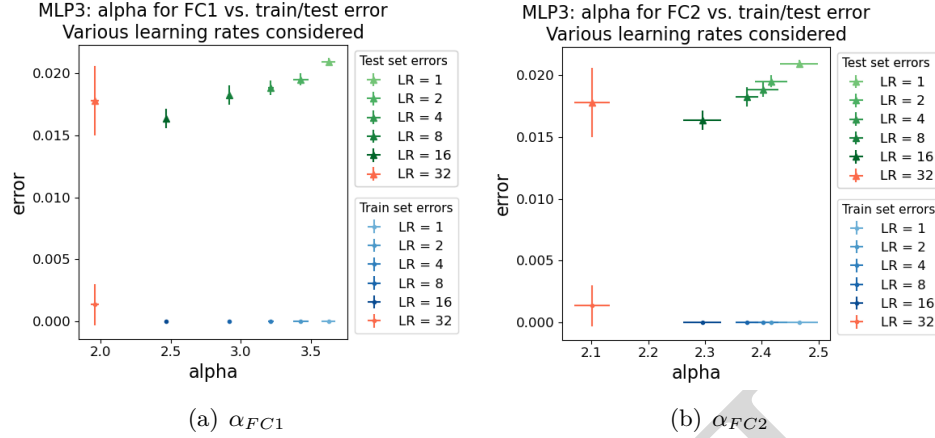 MLP3: alpha for FC1 vs. train/test error
Various learning rates considered
0.020
0.015
0.010
0.005
0.000
error
2.0 2.5 3.0 3.5
alpha
Test set errors
LR = 1
LR = 2
LR = 4
LR = 8
LR = 16
LR = 32
Train set errors
LR = 1
LR = 2
LR = 4
LR = 8
LR = 16
LR = 32
(a) αFC1
MLP3: alpha for FC2 vs. train/test error
Various learning rates considered
0.020
0.015
0.010
0.005
0.000
error
2.1 2.2 2.3 2.4 2.5
alpha
Test set errors
LR = 1
LR = 2
LR = 4
LR = 8
LR = 16
LR = 32
Train set errors
LR = 1
LR = 2
LR = 4
LR = 8
LR = 16
LR = 32
(b) αFC2